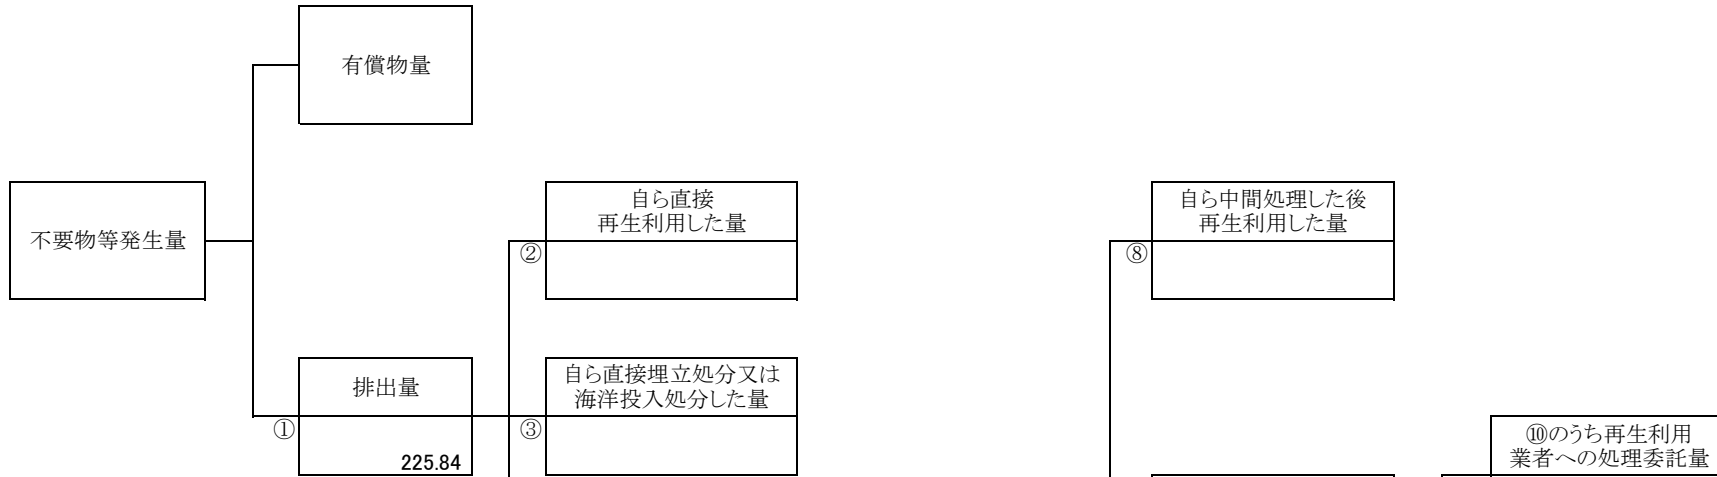 有償物量
不要物等発生量
自ら直接
再生利用した量
②
自ら中間処理した後
再生利用した量
⑧
排出量
①
225.84
自ら直接埋立処分又は
海洋投入処分した量
③
⑩のうち再生利用
業者への処理委託量